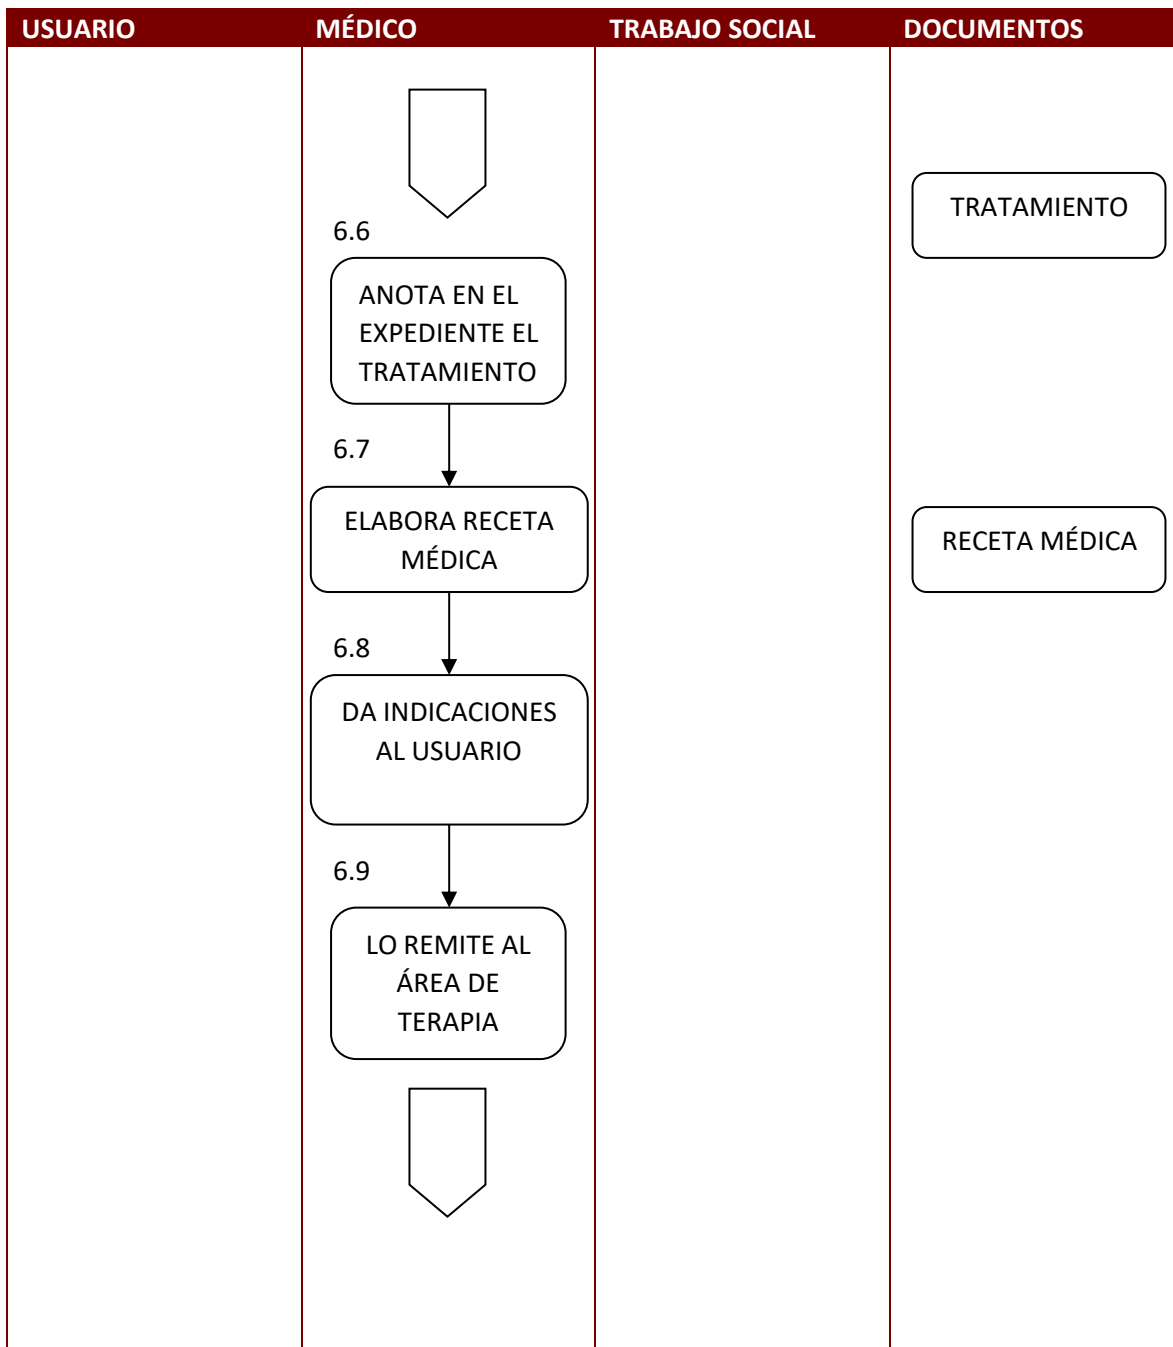 USUARIO MÉDICO TRABAJO SOCIAL DOCUMENTOS
TRATAMIENTO
6.6
ANOTA EN EL
EXPEDIENTE EL
TRATAMIENTO
6.7
ELABORA RECETA
MÉDICA
RECETA MÉDICA
6.8
DA INDICACIONES
AL USUARIO
6.9
LO REMITE AL
ÁREA DE
TERAPIA